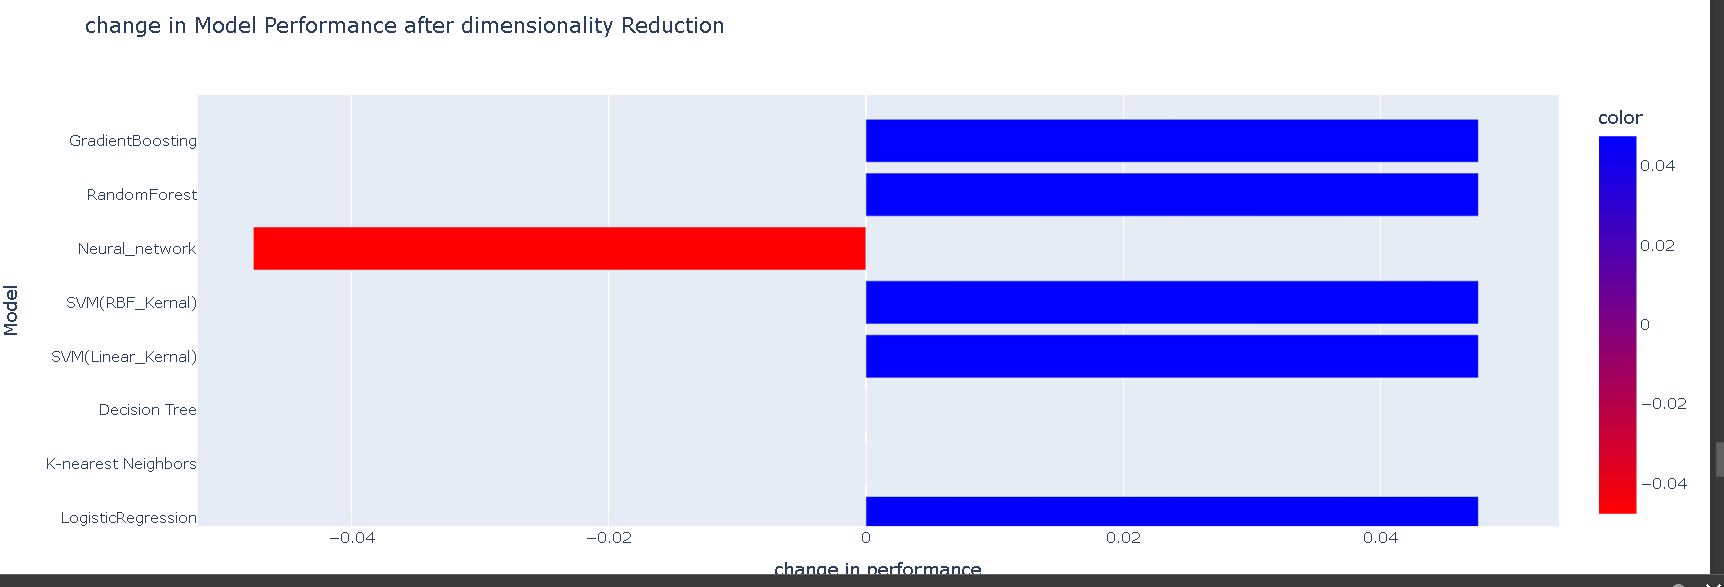 change in Model Performance after dimensionality Reduction
color
GradientBoosting
RandomForest
Neural_network
SVM(RBF_Kernal)
SVM(Linear_Kernal)
Decision Tree
K-nearest Neighbors
LogisticRegression
Model
−0.04
−0.02
0
0.02
0.04
change in performance
0.04
0.02
0
−0.02
−0.04